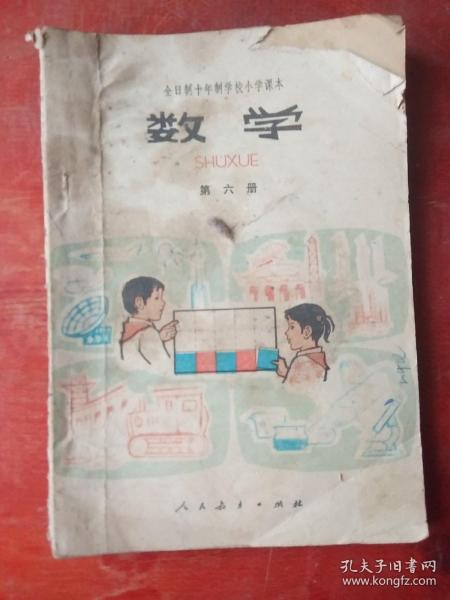 全日制十年制学校小学课本
数学
SHUXUE
第六册
人民教育出版社
孔夫子旧书网
www.kongfz.com